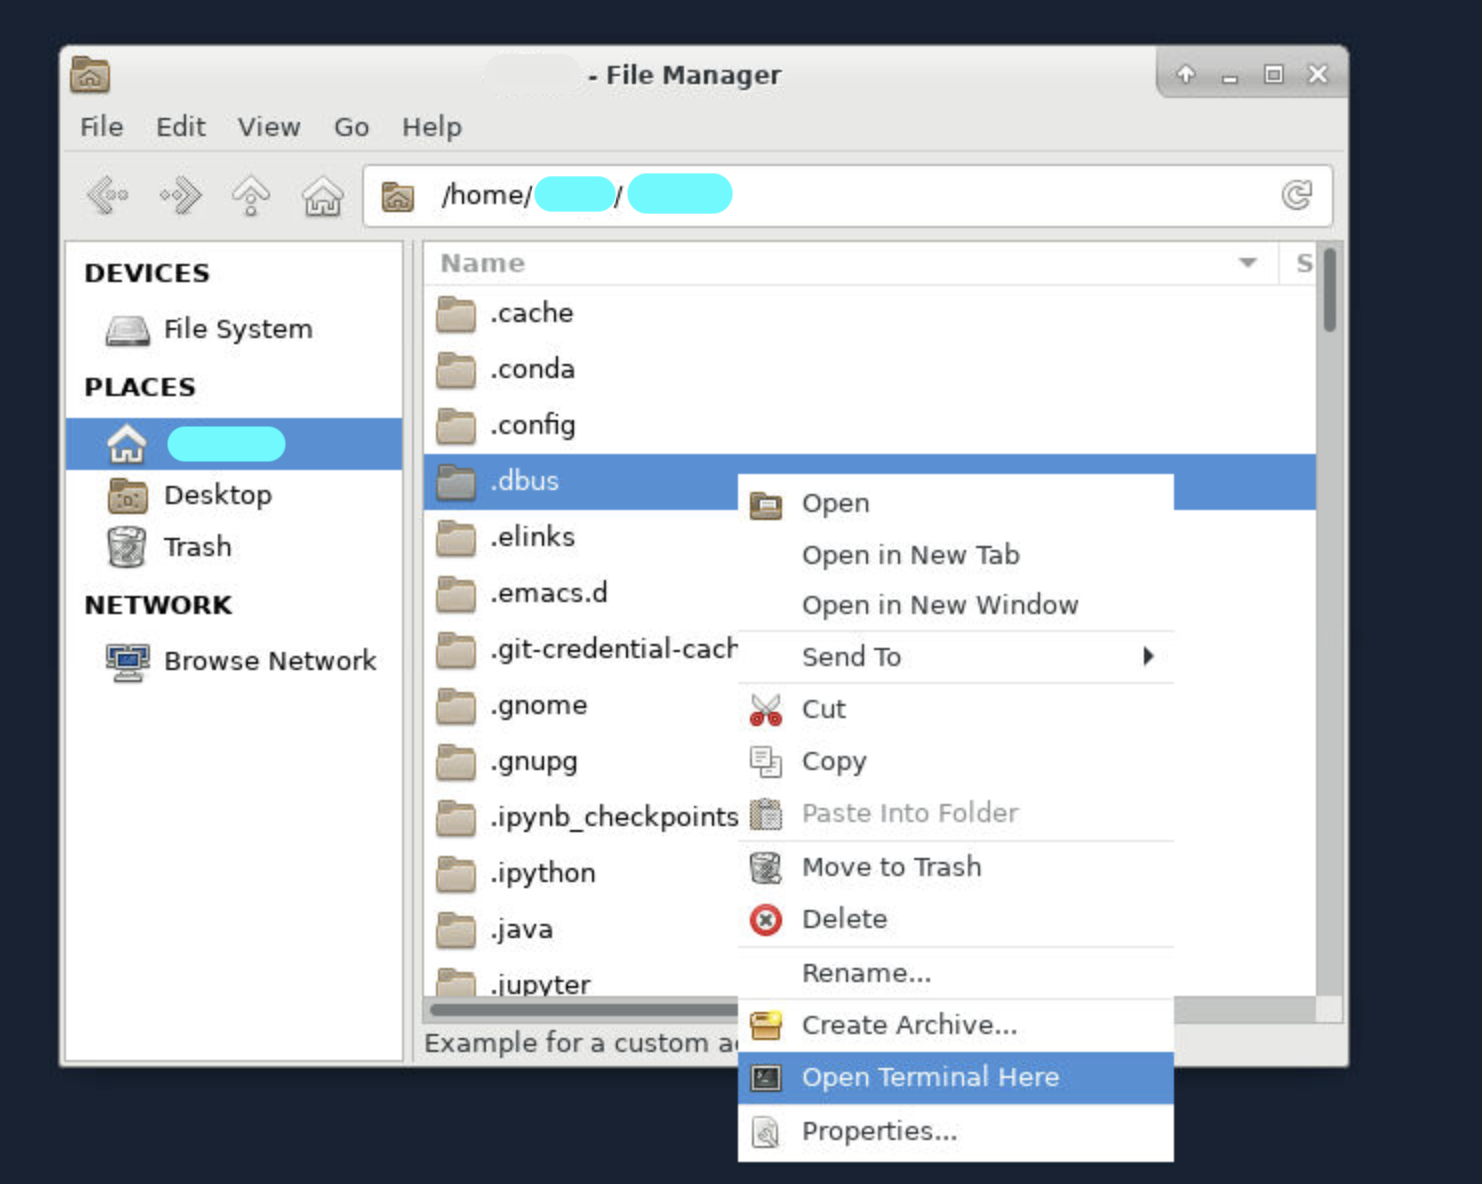 - File Manager
File Edit View Go Help
/home/ /
DEVICES
File System
PLACES
Desktop
Trash
NETWORK
Browse Network
Name S
.cache
.conda
.config
.dbus
.elinks
.emacs.d
.git-credential-cach
.gnome
.gnupg
.ipynb_checkpoints
.ipython
.java
.jupyter
Example for a custom a
Open
Open in New Tab
Open in New Window
Send To
Cut
Copy
Paste Into Folder
Move to Trash
Delete
Rename...
Create Archive...
Open Terminal Here
Properties...